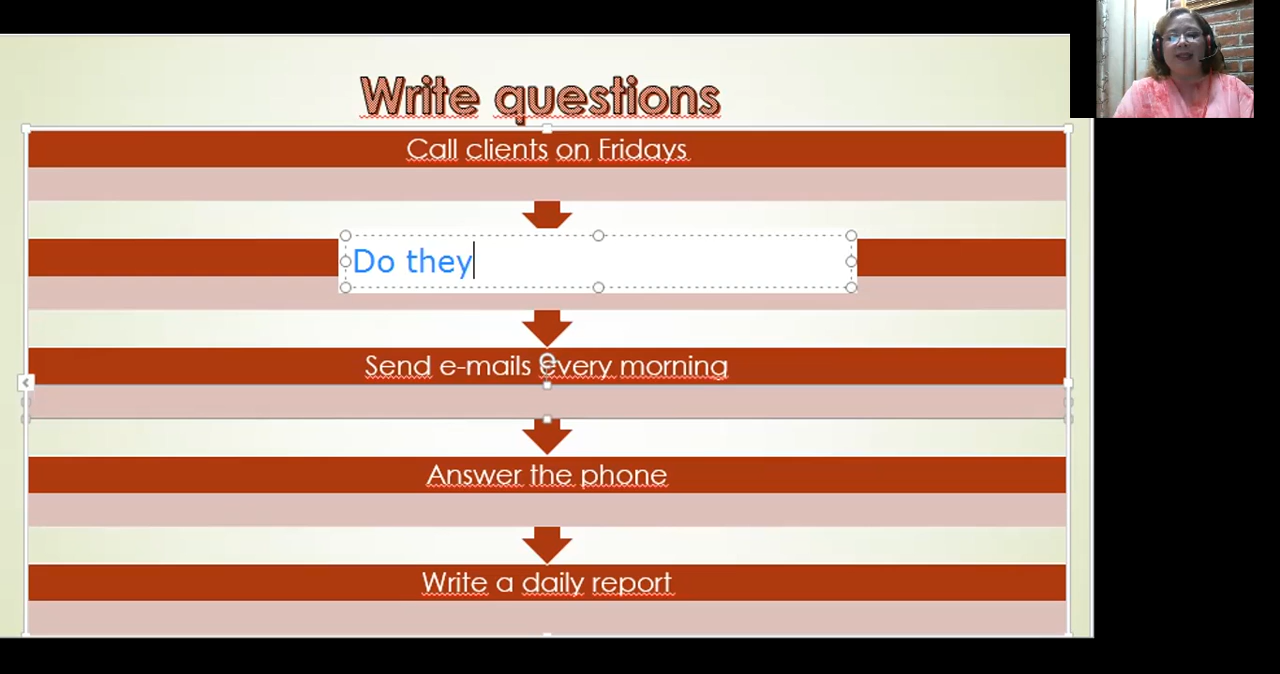 Write questions
Call clients on Fridays
Do they
Send e-mails every morning
Answer the phone
Write a daily report